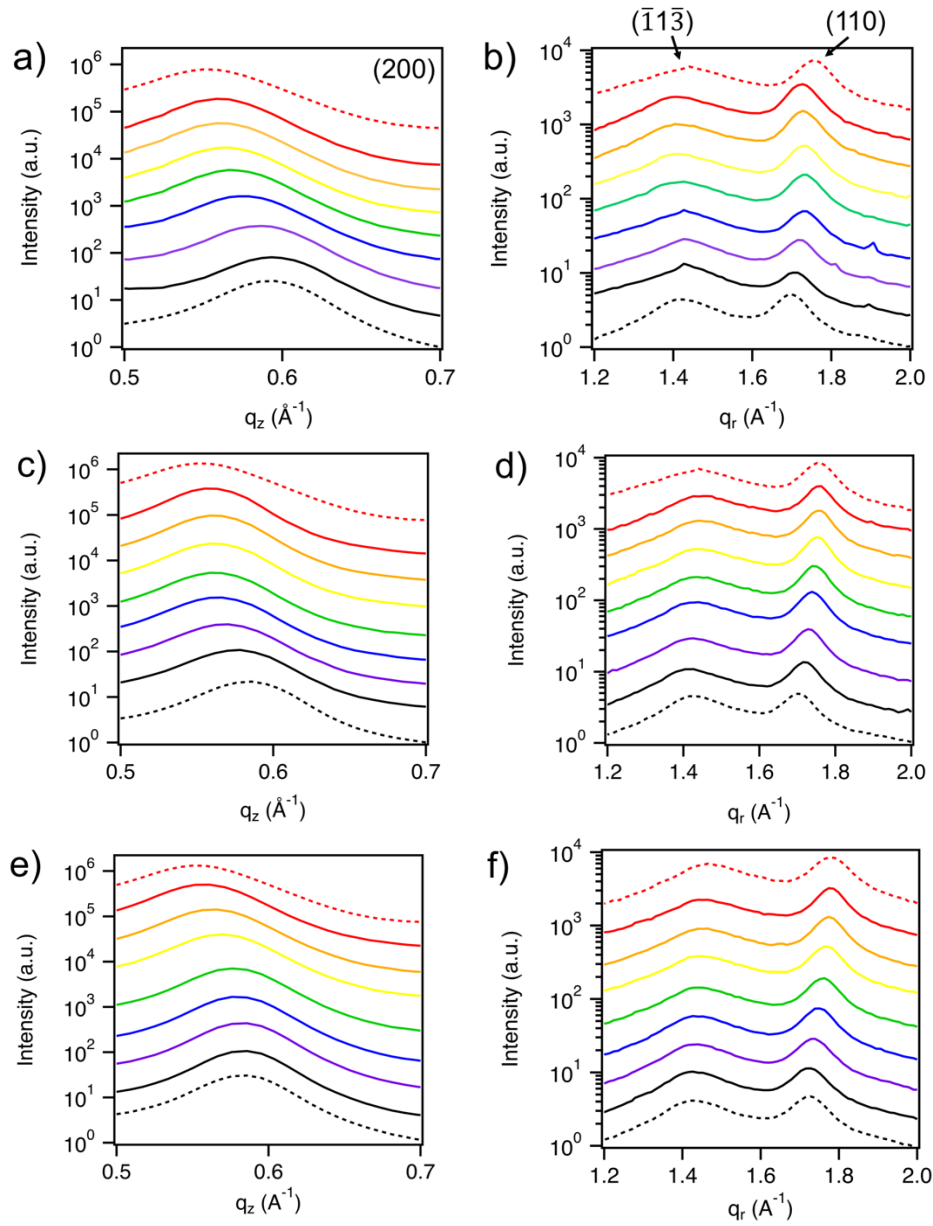 a)
(200)
Intensity (a.u.)
10⁶
10⁵
10⁴
10³
10²
10¹
10⁰
0.5 0.6 0.7
q_z (Å⁻¹)
b)
(1̄13̄)
(110)
Intensity (a.u.)
10⁴
10³
10²
10¹
10⁰
1.2 1.4 1.6 1.8 2.0
q_r (A⁻¹)
c)
Intensity (a.u.)
10⁶
10⁵
10⁴
10³
10²
10¹
10⁰
0.5 0.6 0.7
q_z (Å⁻¹)
d)
Intensity (a.u.)
10⁴
10³
10²
10¹
10⁰
1.2 1.4 1.6 1.8 2.0
q_r (A⁻¹)
e)
Intensity (a.u.)
10⁶
10⁵
10⁴
10³
10²
10¹
10⁰
0.5 0.6 0.7
q_z (A⁻¹)
f)
Intensity (a.u.)
10⁴
10³
10²
10¹
10⁰
1.2 1.4 1.6 1.8 2.0
q_r (A⁻¹)